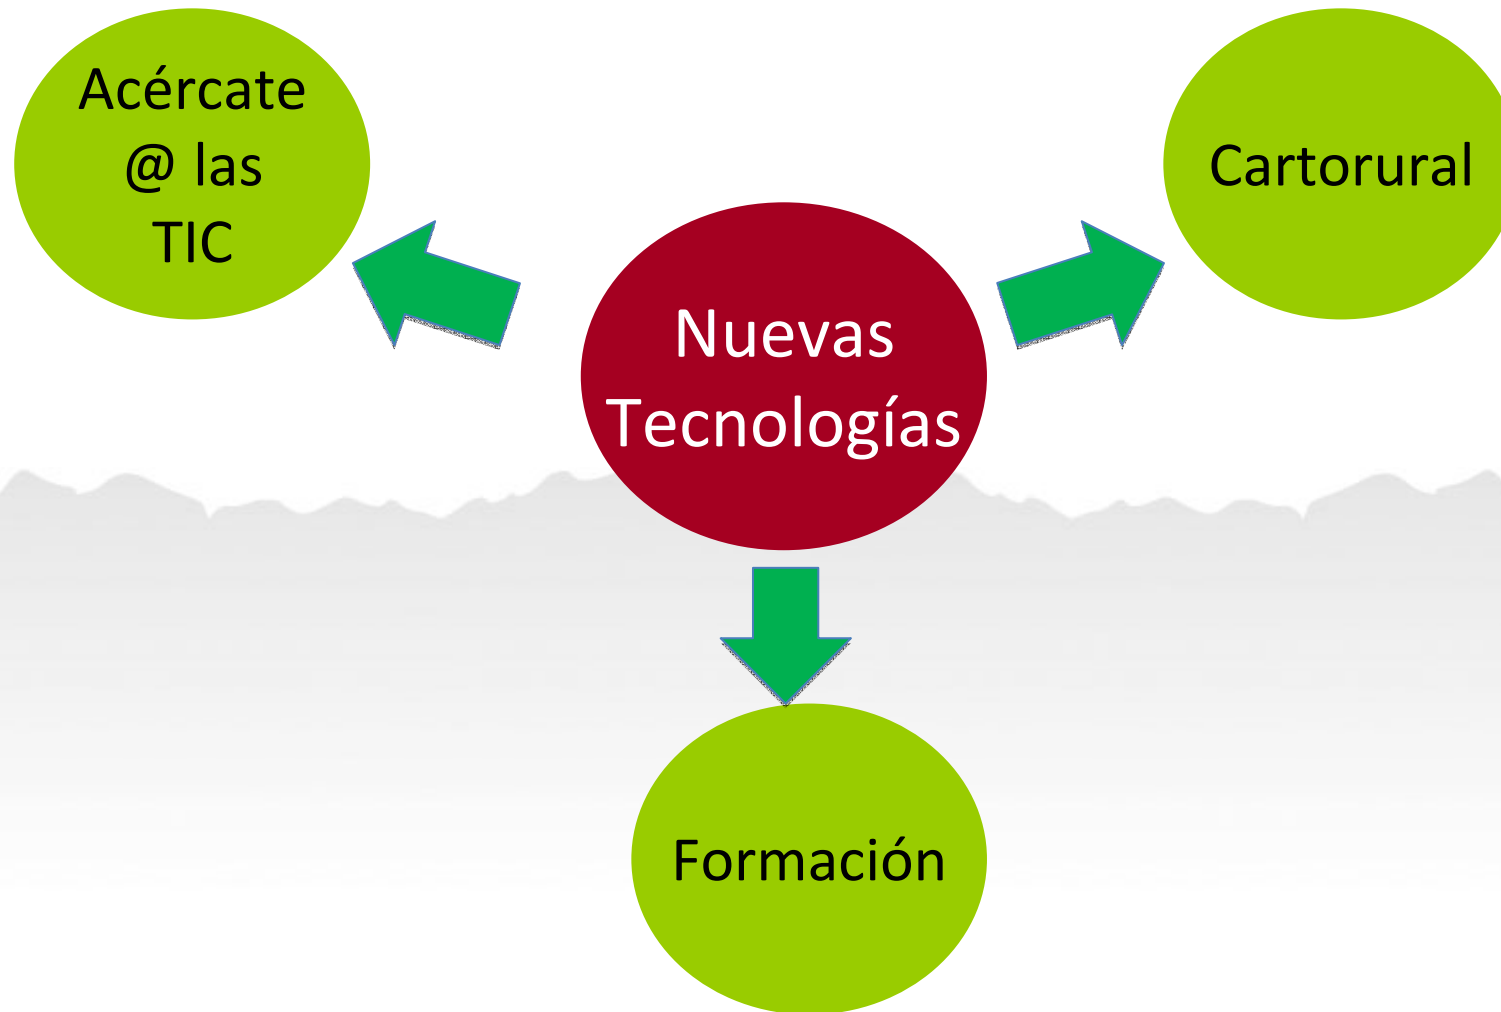 Acércate
@ las
TIC
Cartorural
Nuevas
Tecnologías
Formación